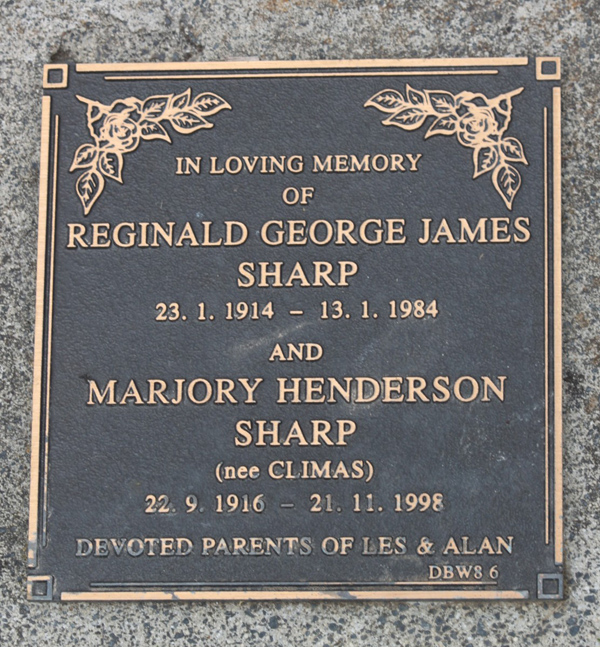 IN LOVING MEMORY
OF
REGINALD GEORGE JAMES
SHARP
23. 1. 1914 – 13. 1. 1984
AND
MARJORY HENDERSON
SHARP
(nee CLIMAS)
22. 9. 1916 – 21. 11. 1998
DEVOTED PARENTS OF LES & ALAN
DBW8 6